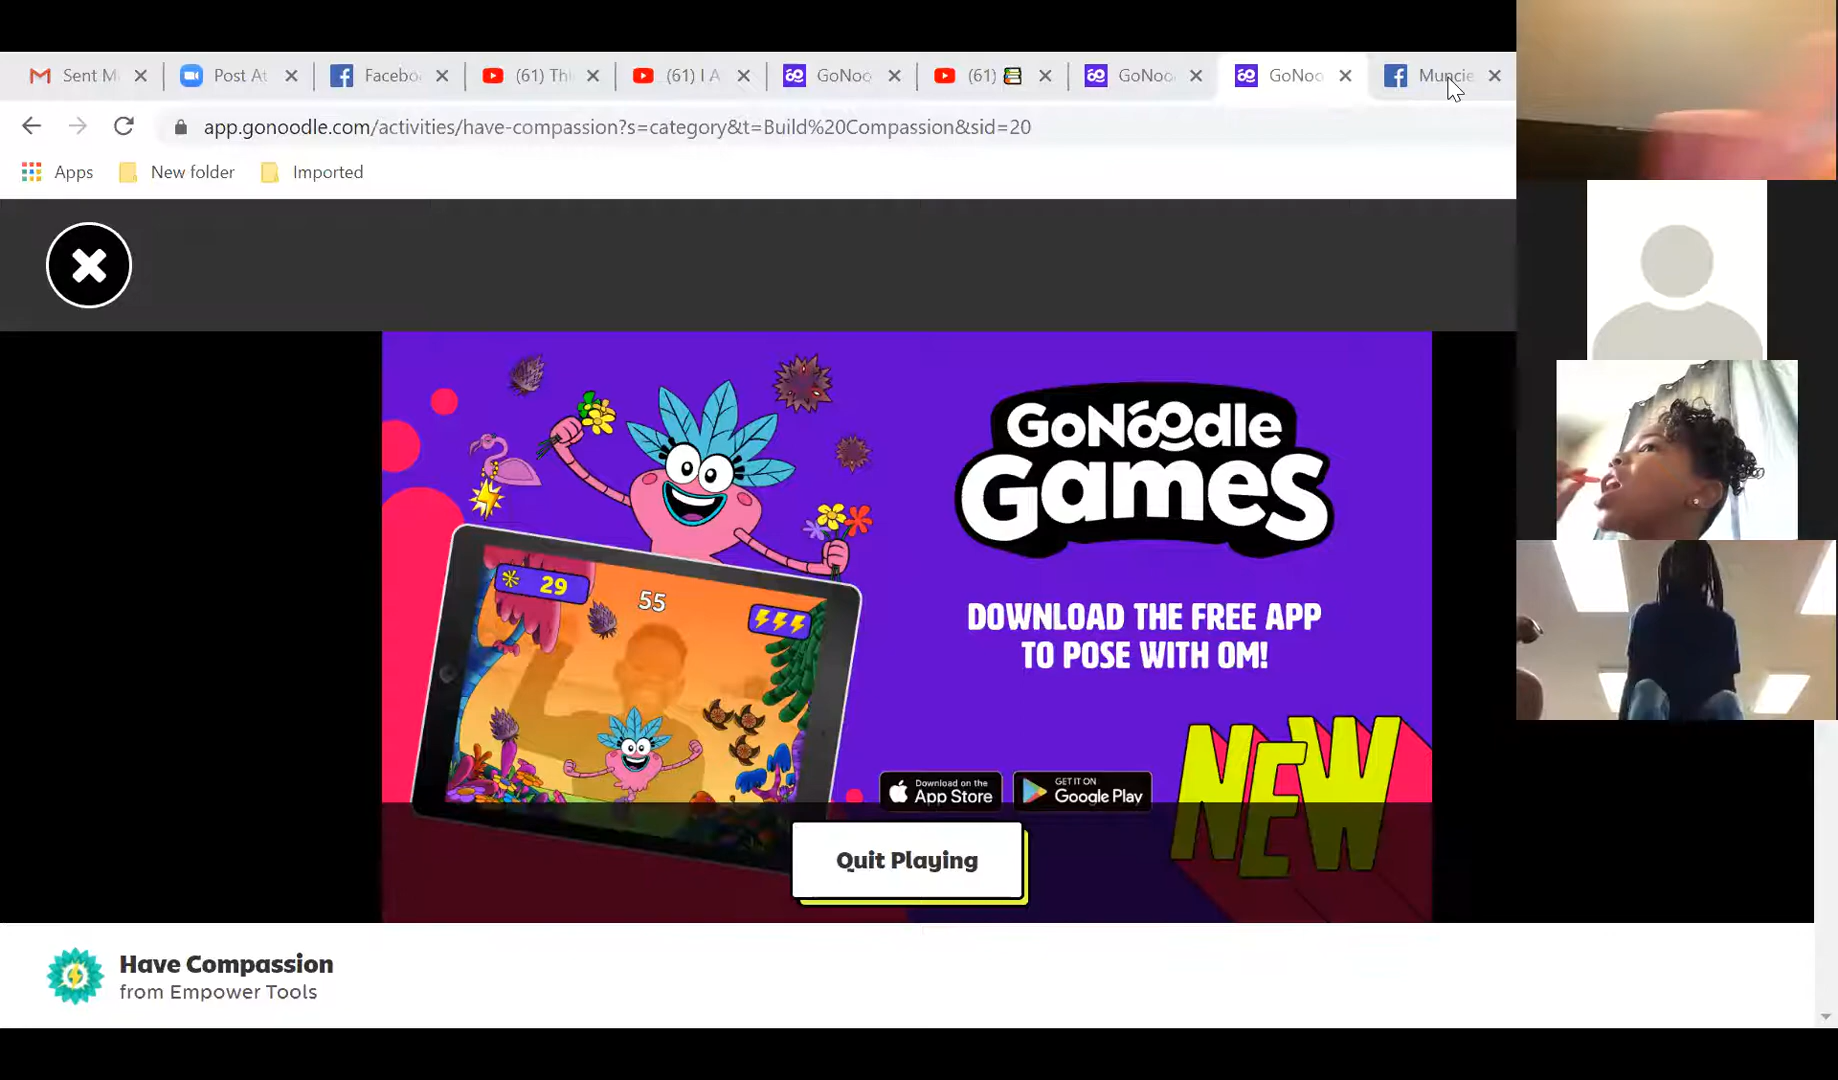 Sent M
Post At
Facebo
(61) Thi
(61) I A
GoNoo
(61)
GoNoo
GoNoo
Muncie
app.gonoodle.com/activities/have-compassion?s=category&t=Build%20Compassion&sid=20
Apps
New folder
Imported
GoNoodle
Games
29
55
DOWNLOAD THE FREE APP
TO POSE WITH OM!
NEW
Download on the
App Store
GET IT ON
Google Play
Quit Playing
Have Compassion
from Empower Tools